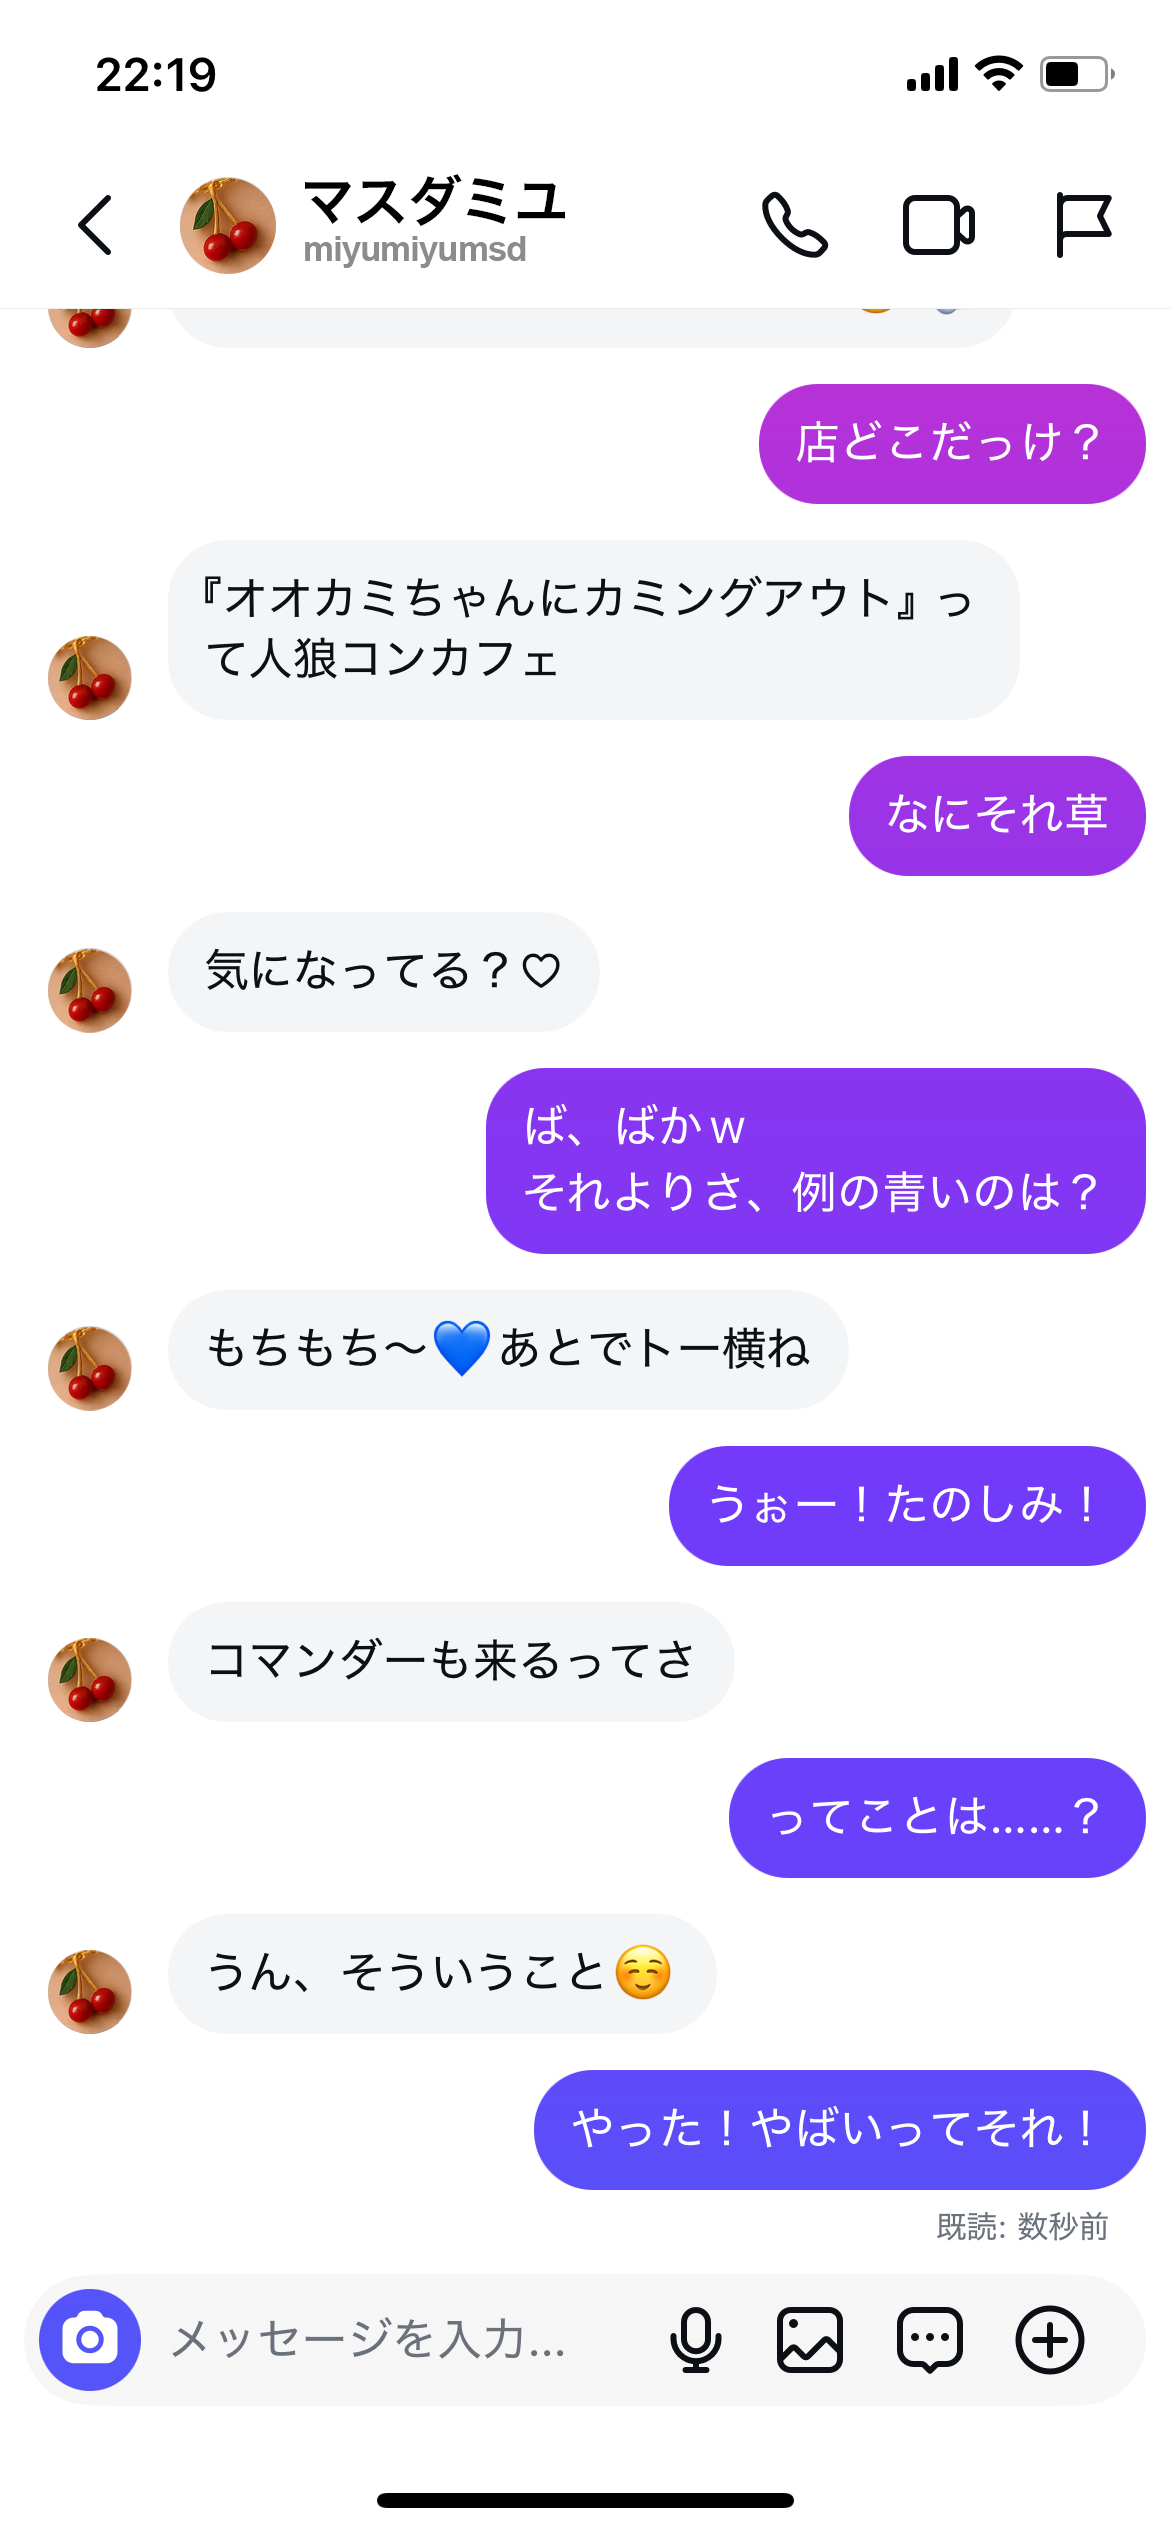 22:19
マスダミユ
miyumiyumsd
店どこだっけ？
『オオカミちゃんにカミングアウト』っ
て人狼コンカフェ
なにそれ草
気になってる？♡
ば、ばかｗ
それよりさ、例の青いのは？
もちもち〜💙あとでトー横ね
うぉー！たのしみ！
コマンダーも来るってさ
ってことは……？
うん、そういうこと☺️
やった！やばいってそれ！
既読: 数秒前
メッセージを入力...